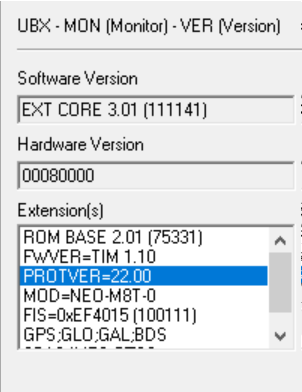 UBX - MON (Monitor) - VER (Version)
Software Version
EXT CORE 3.01 (111141)
Hardware Version
00080000
Extension(s)
ROM BASE 2.01 (75331)
FWVER=TIM 1.10
PROTVER=22.00
MOD=NEO-M8T-0
FIS=0xEF4015 (100111)
GPS;GLO;GAL;BDS